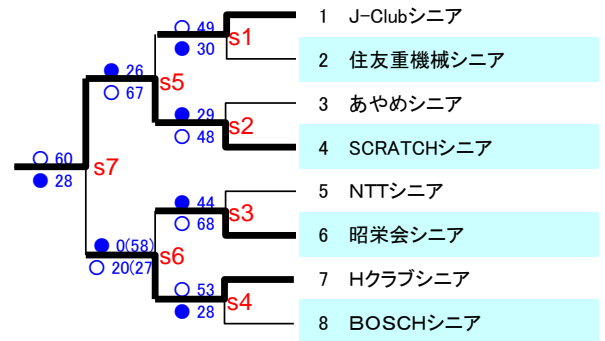 ○ 49
● 30
s1
● 26
○ 67
s5
● 29
○ 48
s2
○ 60
● 28
s7
● 44
○ 68
s3
● 0(58)
○ 20(27
s6
○ 53
● 28
s4
1 J-Clubシニア
2 住友重機械シニア
3 あやめシニア
4 SCRATCHシニア
5 NTTシニア
6 昭栄会シニア
7 Hクラブシニア
8 BOSCHシニア